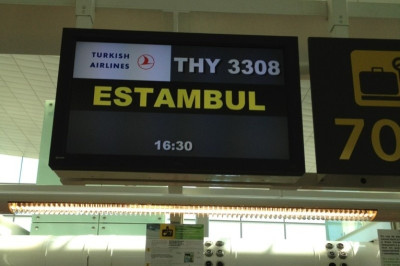 TURKISH
AIRLINES
THY 3308
ESTAMBUL
16:30
70